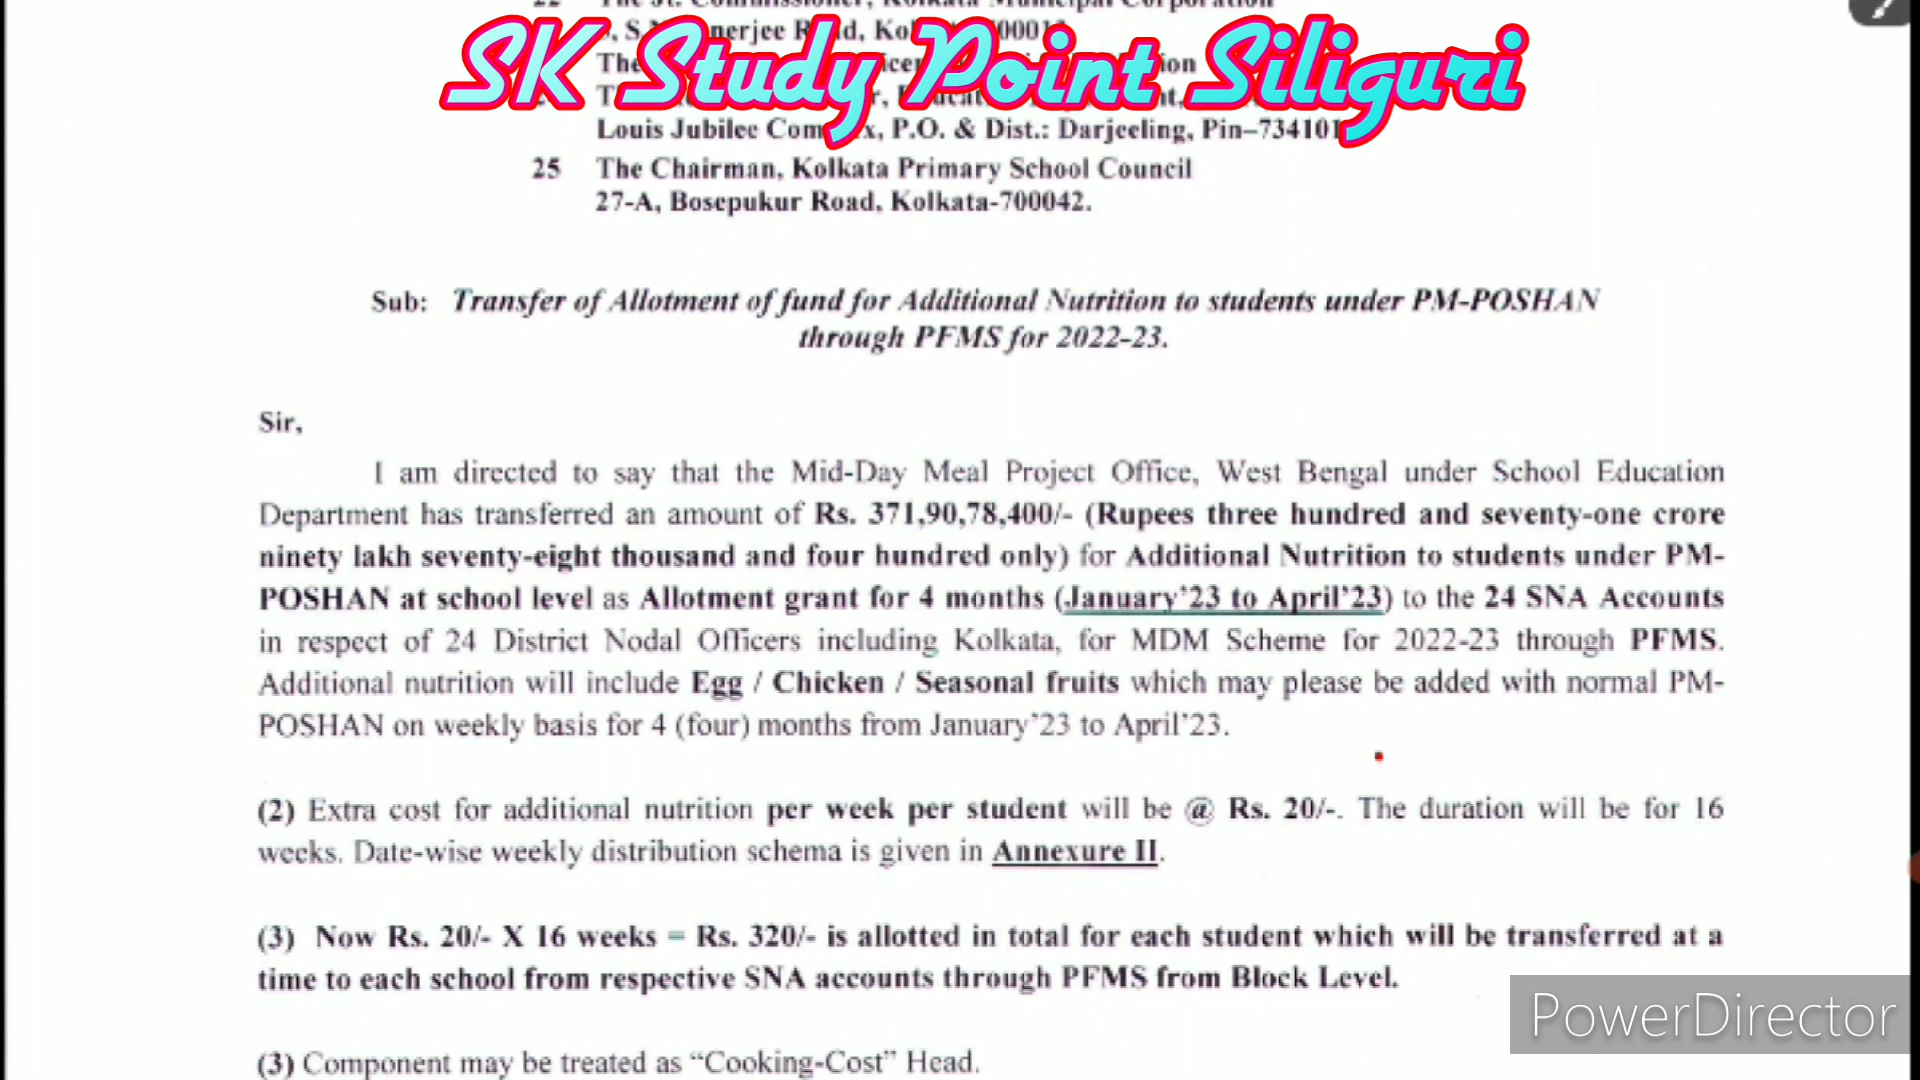 SK Study Point Siliguri
22 The Jt. Commissioner, Kolkata Municipal Corporation
Louis Jubilee P.O. & Dist.: Darjeeling, Pin–734101
25 The Chairman, Kolkata Primary School Council
27-A, Bosepukur Road, Kolkata-700042.
Sub: Transfer of Allotment of fund for Additional Nutrition to students under PM-POSHAN
through PFMS for 2022-23.
Sir,
I am directed to say that the Mid-Day Meal Project Office, West Bengal under School Education
Department has transferred an amount of Rs. 371,90,78,400/- (Rupees three hundred and seventy-one crore
ninety lakh seventy-eight thousand and four hundred only) for Additional Nutrition to students under PM-
POSHAN at school level as Allotment grant for 4 months (January’23 to April’23) to the 24 SNA Accounts
in respect of 24 District Nodal Officers including Kolkata, for MDM Scheme for 2022-23 through PFMS.
Additional nutrition will include Egg / Chicken / Seasonal fruits which may please be added with normal PM-
POSHAN on weekly basis for 4 (four) months from January’23 to April’23.
(2) Extra cost for additional nutrition per week per student will be @ Rs. 20/-. The duration will be for 16
weeks. Date-wise weekly distribution schema is given in Annexure II.
(3) Now Rs. 20/- X 16 weeks = Rs. 320/- is allotted in total for each student which will be transferred at a
time to each school from respective SNA accounts through PFMS from Block Level.
(3) Component may be treated as “Cooking-Cost” Head.
PowerDirector